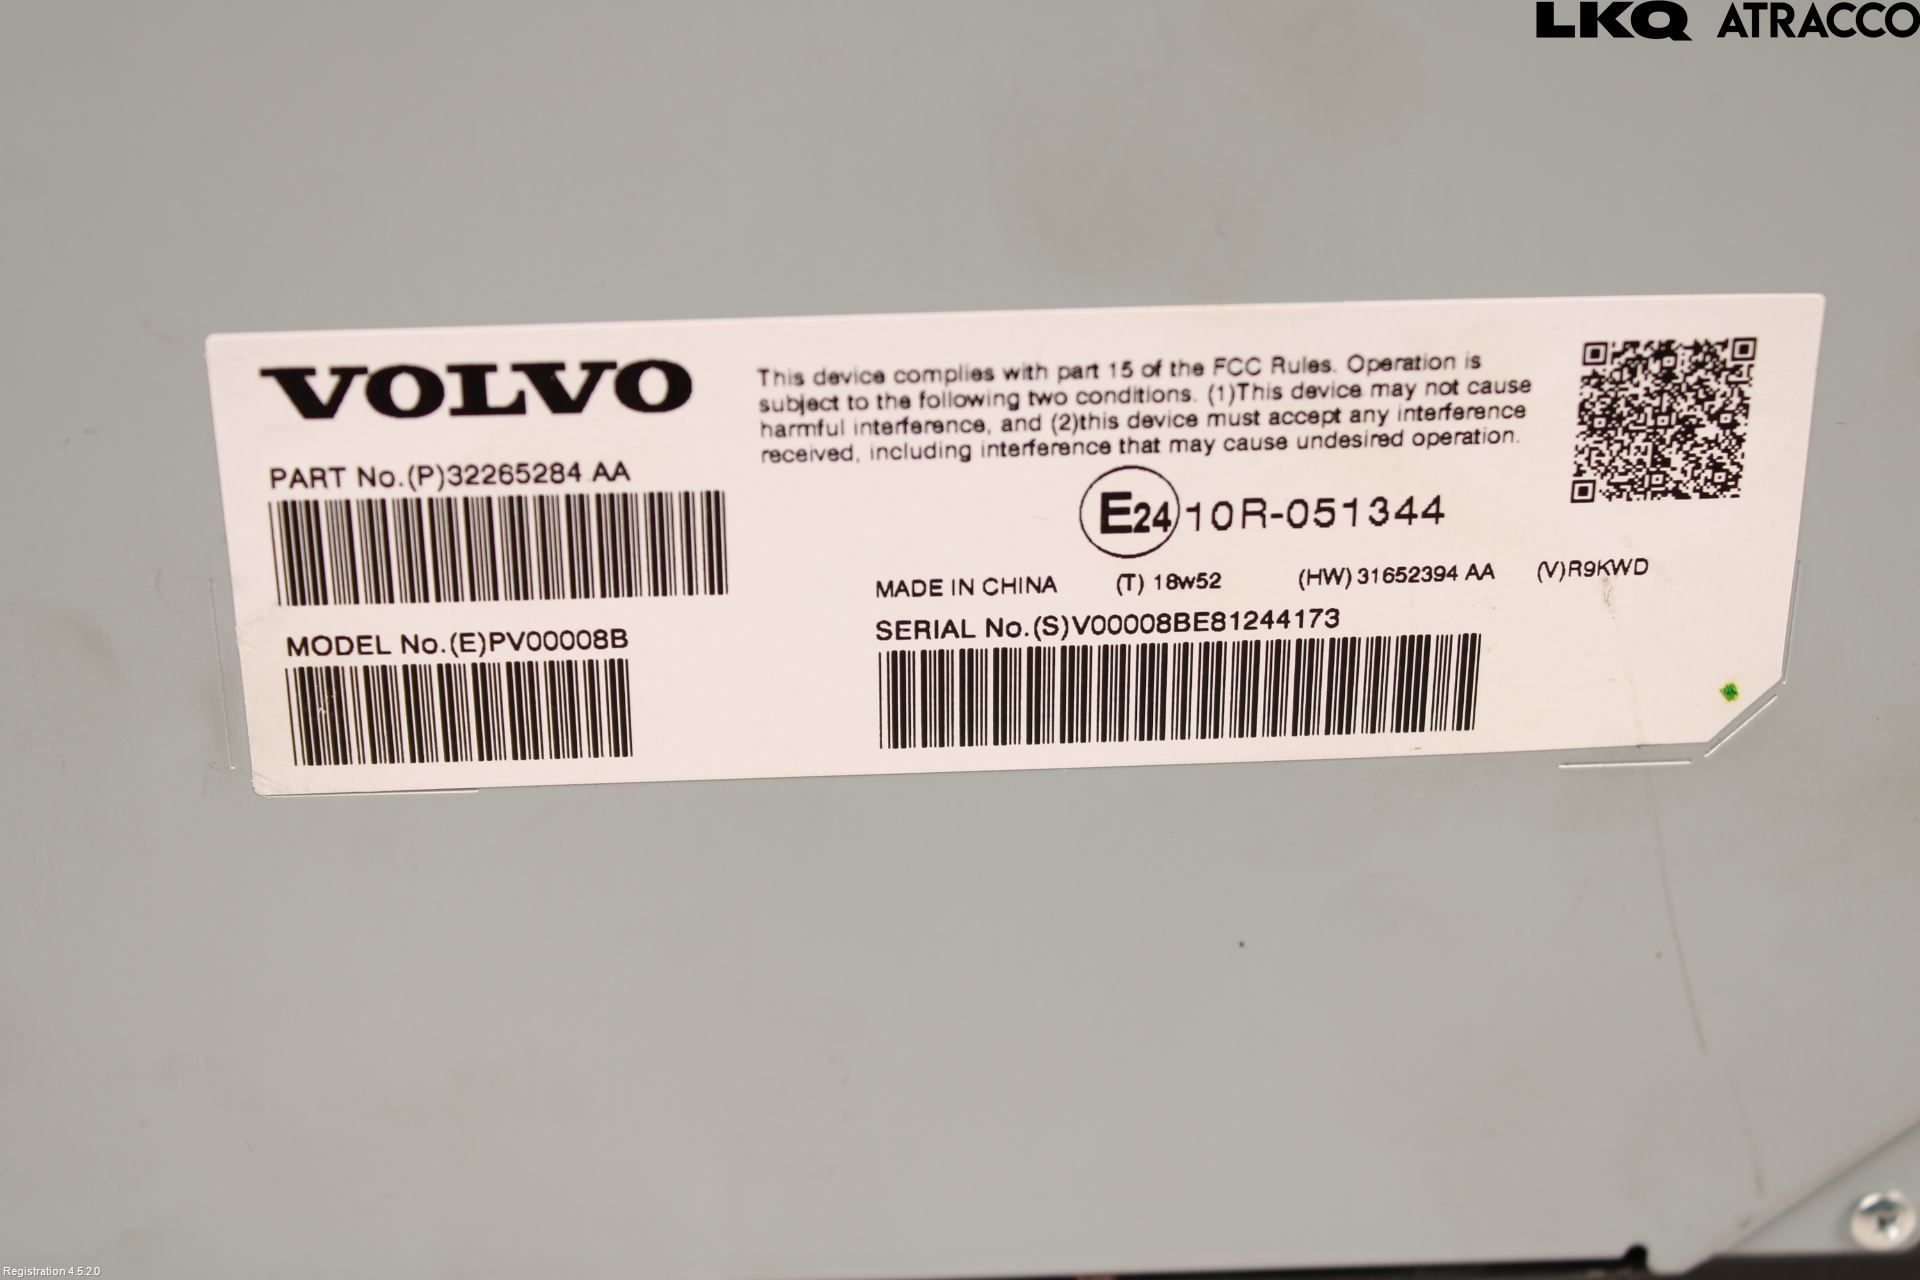 LKQ ATRACCO
VOLVO
This device complies with part 15 of the FCC Rules. Operation is
subject to the following two conditions. (1)This device may not cause
harmful interference, and (2)this device must accept any interference
received, including interference that may cause undesired operation.
PART No.(P)32265284 AA
E24 10R-051344
MADE IN CHINA (T) 18w52 (HW)31652394 AA (V)R9KWD
MODEL No.(E)PV00008B
SERIAL No.(S)V00008BE81244173
Registration 4.5.2.0